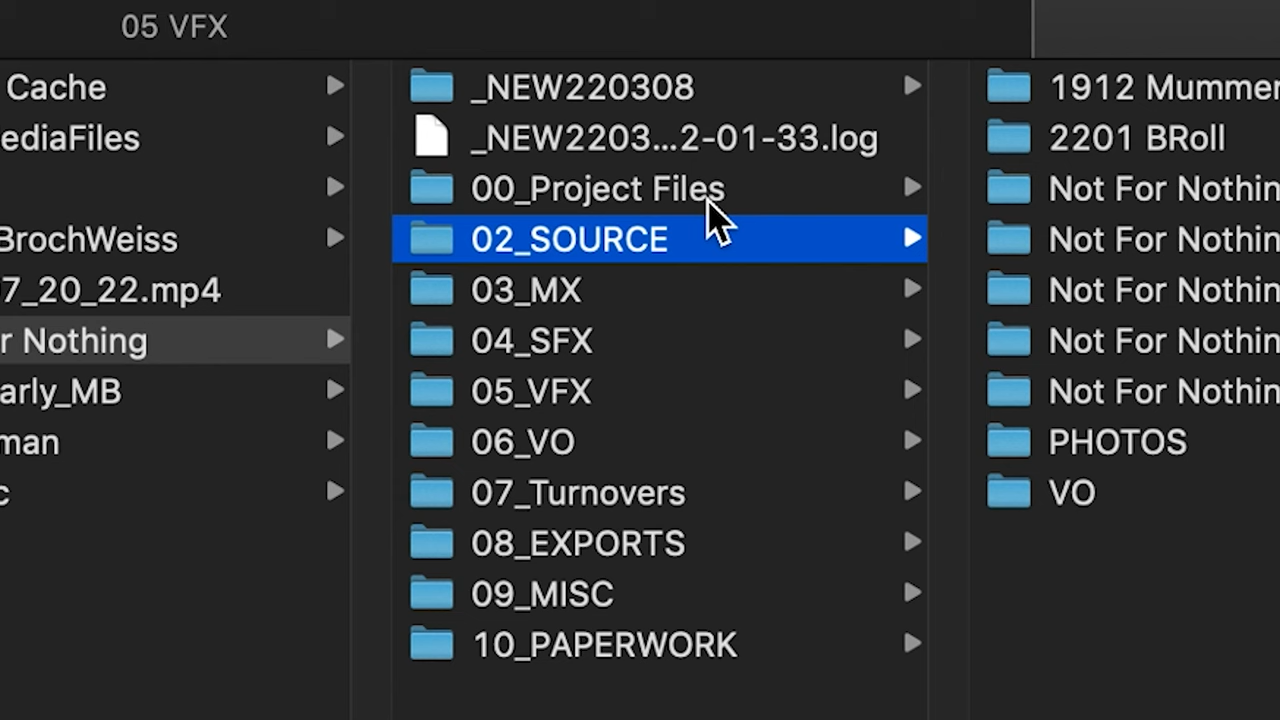 05 VFX
Cache
ediaFiles
BrochWeiss
7_20_22.mp4
r Nothing
arly_MB
man
c
_NEW220308
_NEW2203...2-01-33.log
00_Project Files
02_SOURCE
03_MX
04_SFX
05_VFX
06_VO
07_Turnovers
08_EXPORTS
09_MISC
10_PAPERWORK
1912 Mummer
2201 BRoll
Not For Nothin
Not For Nothin
Not For Nothin
Not For Nothin
Not For Nothin
PHOTOS
VO